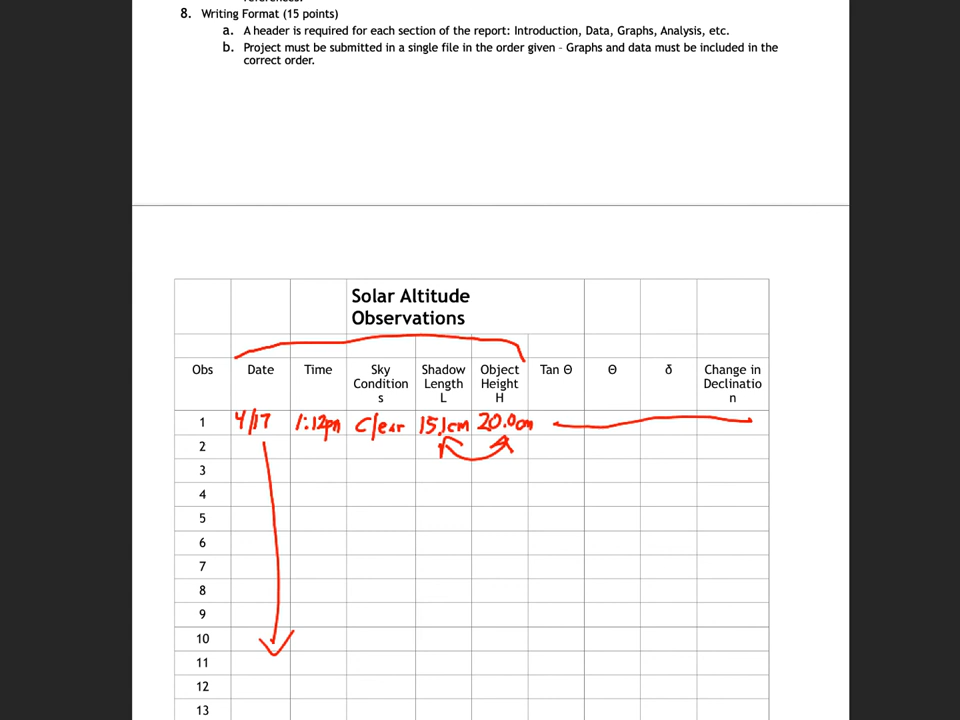 8. Writing Format (15 points)
a. A header is required for each section of the report: Introduction, Data, Graphs, Analysis, etc.
b. Project must be submitted in a single file in the order given – Graphs and data must be included in the
correct order.
Solar Altitude
Observations
Obs Date Time Sky Condition s Shadow Length L Object Height H Tan Θ Θ δ Change in Declinatio n
1 4/17 1:12pm Clear 15.1cm 20.0cm
2
3
4
5
6
7
8
9
10
11
12
13